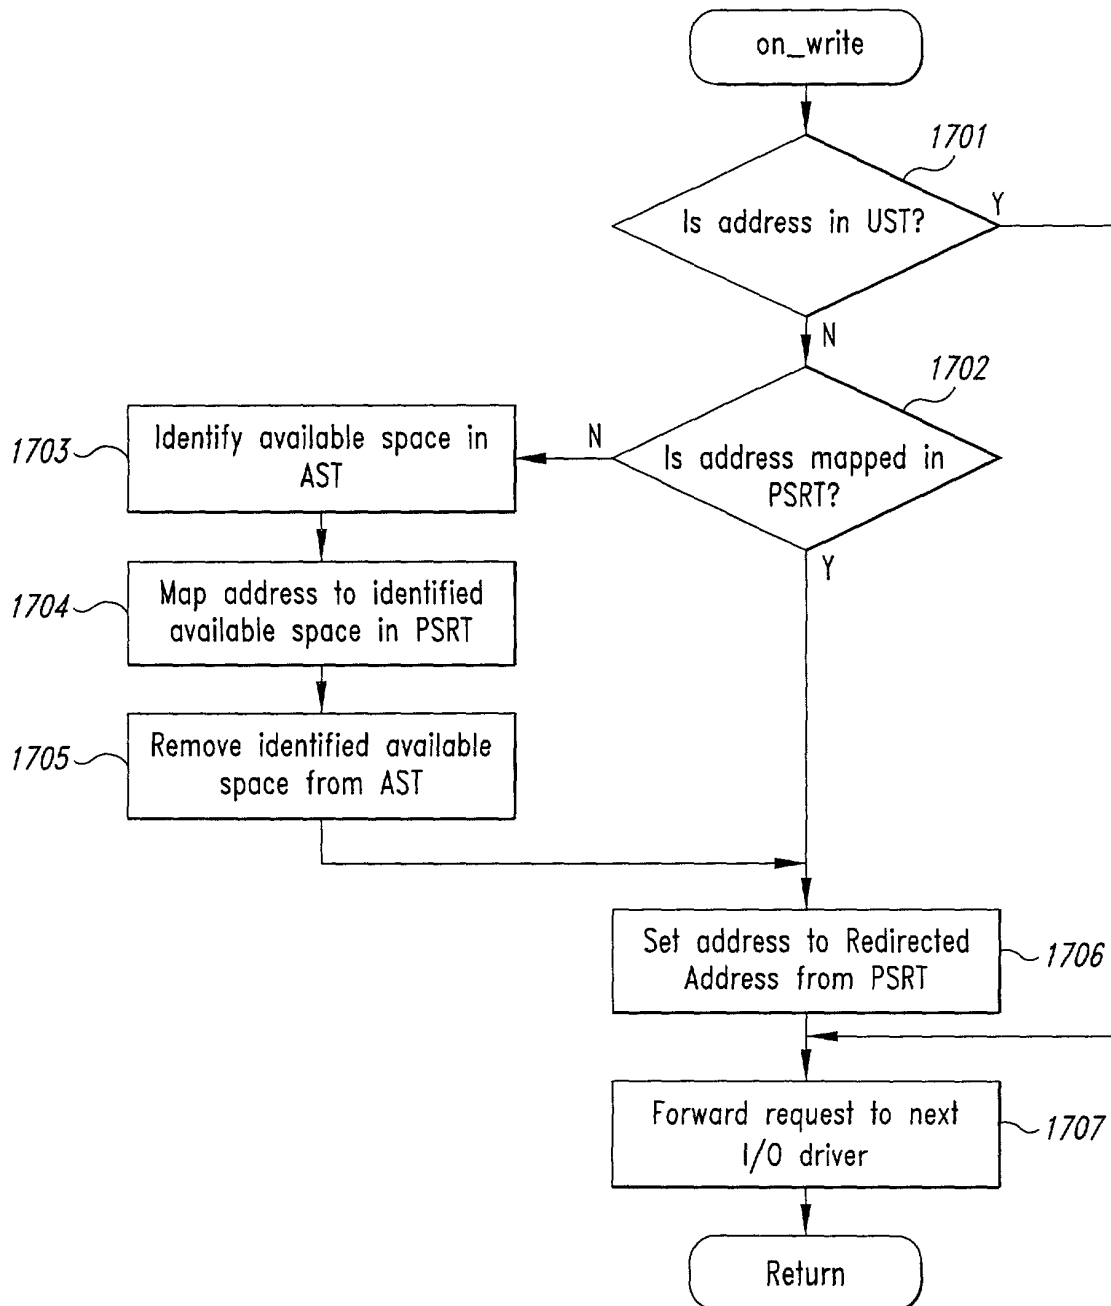 on_write
1701
Is address in UST?
Y
N
1702
Is address mapped in
PSRT?
N
Y
1703
Identify available space in
AST
1704
Map address to identified
available space in PSRT
1705
Remove identified available
space from AST
Set address to Redirected
Address from PSRT
1706
Forward request to next
I/O driver
1707
Return